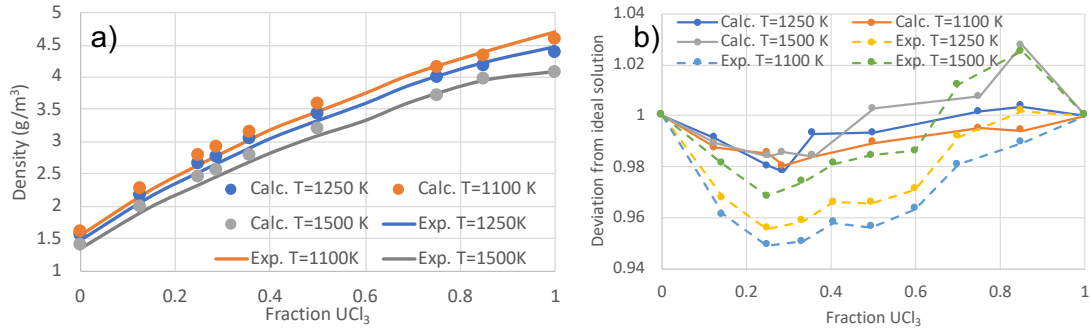 a)
Density (g/m³)
5
4.5
4
3.5
3
2.5
2
1.5
1
Calc. T=1250 K
Calc. T=1100 K
Calc. T=1500 K
Exp. T=1250K
Exp. T=1100K
Exp. T=1500K
0
0.2
0.4
0.6
0.8
1
Fraction UCl₃
b)
Deviation from ideal solution
1.04
1.02
1
0.98
0.96
0.94
Calc. T=1250 K
Calc. T=1100 K
Calc. T=1500 K
Exp. T=1250 K
Exp. T=1100 K
Exp. T=1500 K
0
0.2
0.4
0.6
0.8
1
Fraction UCl₃